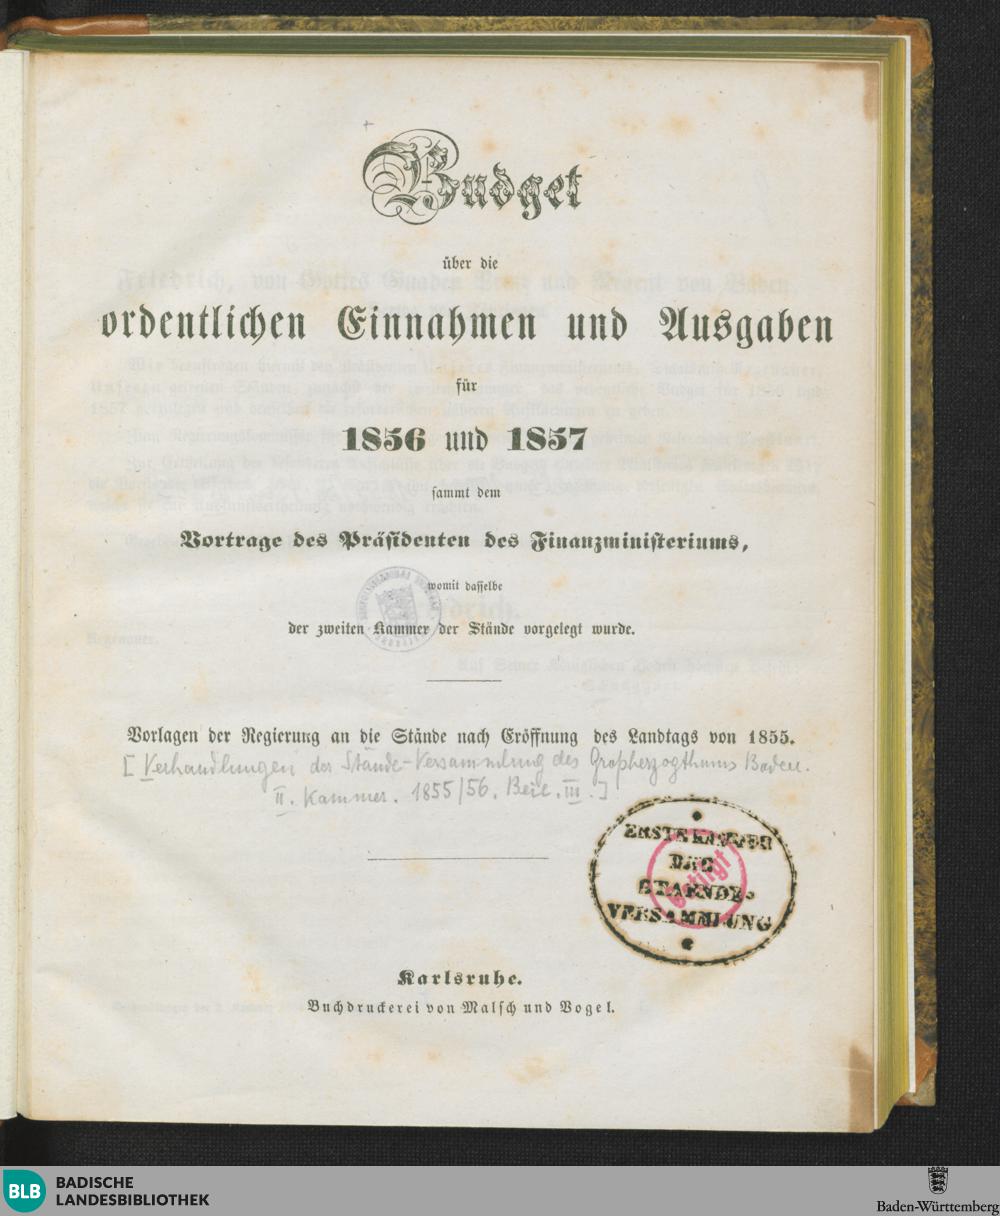 Budget
über die
ordentlichen Einnahmen und Ausgaben
für
1856 und 1857
sammt dem
Vortrage des Präsidenten des Finanzministeriums,
womit dasselbe
der zweiten Kammer der Stände vorgelegt wurde.
Vorlagen der Regierung an die Stände nach Eröffnung des Landtags von 1855.
[Verhandlungen der Stände-Versammlung des Großherzogthums Baden.
II. Kammer. 1855/56. Beil. III.]
ERSTE KAMMER
DER
STAENDE-
VERSAMMLUNG
getilgt
Karlsruhe.
Buchdruckerei von Malsch und Vogel.
BLB BADISCHE
LANDESBIBLIOTHEK
Baden-Württemberg